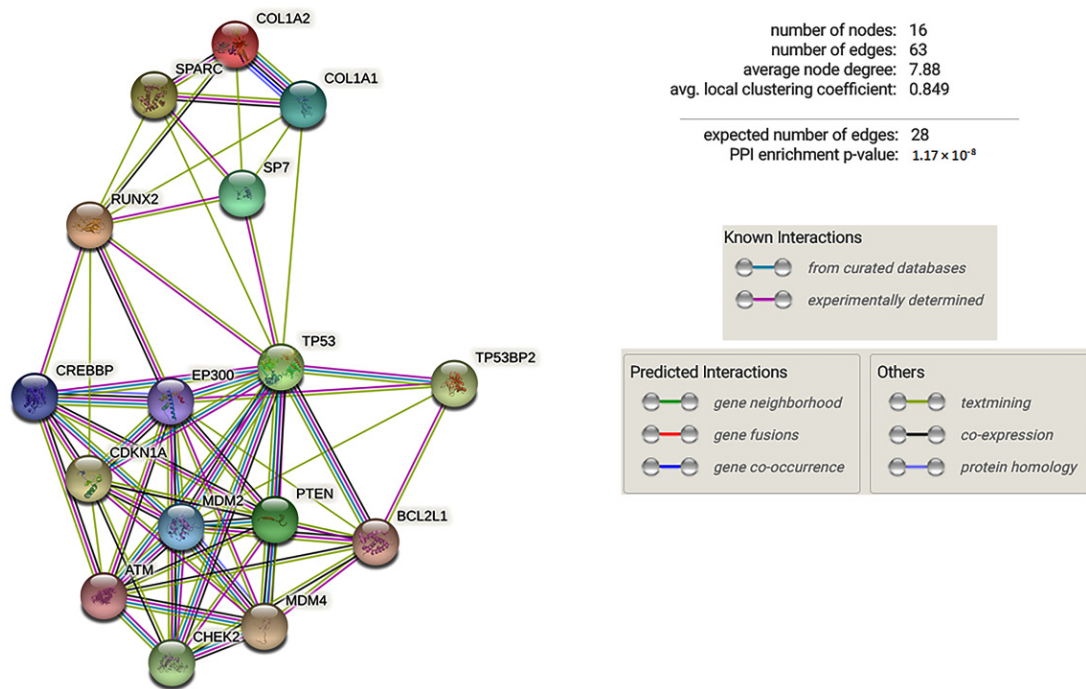 COL1A2
SPARC
COL1A1
SP7
RUNX2
TP53
TP53BP2
CREBBP
EP300
CDKN1A
MDM2
PTEN
BCL2L1
ATM
MDM4
CHEK2
number of nodes: 16
number of edges: 63
average node degree: 7.88
avg. local clustering coefficient: 0.849
expected number of edges: 28
PPI enrichment p-value: 1.17 × 10⁻⁸
Known Interactions
from curated databases
experimentally determined
Predicted Interactions
gene neighborhood
gene fusions
gene co-occurrence
Others
textmining
co-expression
protein homology